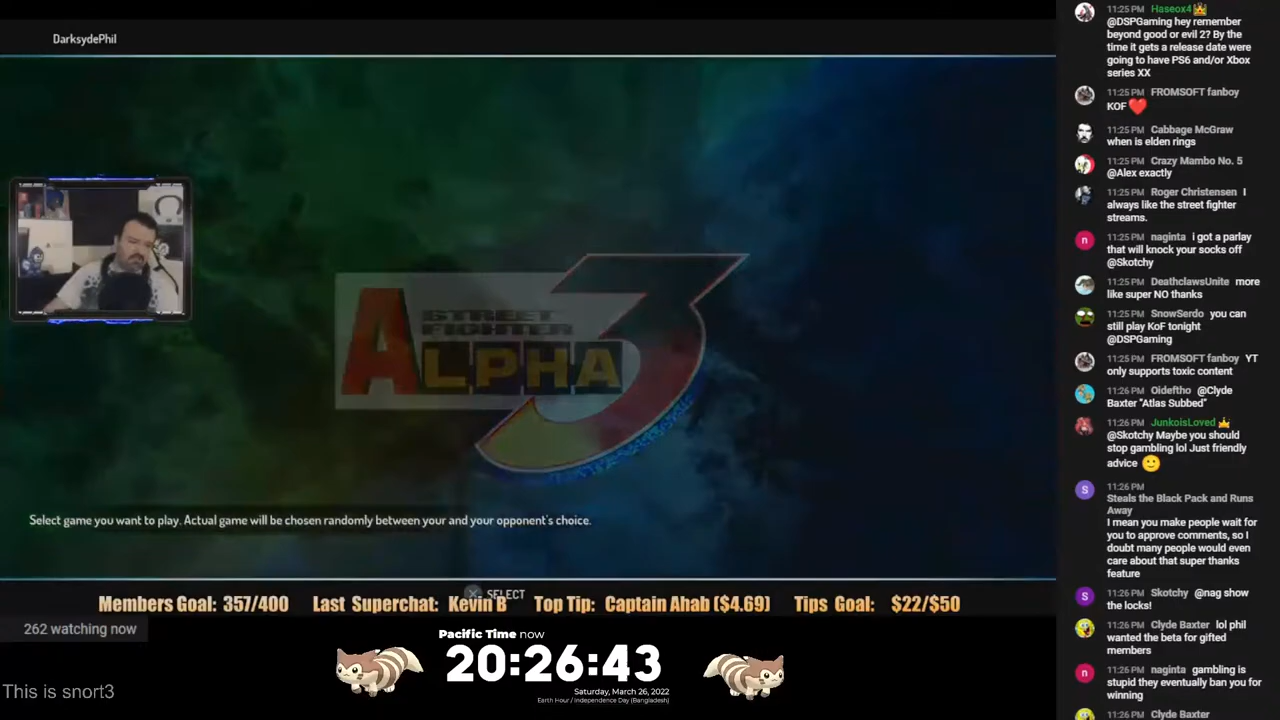 DarksydePhil
STREET
FIGHTER
ALPHA 3
Select game you want to play. Actual game will be chosen randomly between your and your opponent's choice.
SELECT
Members Goal: 357/400 Last Superchat: Kevin B Top Tip: Captain Ahab ($4.69) Tips Goal: $22/$50
262 watching now
Pacific Time now
20:26:43
Saturday, March 26, 2022
Earth Hour / Independence Day (Bangladesh)
This is snort3
11:25 PM Haseox4
@DSPGaming hey remember
beyond good or evil 2? By the
time it gets a release date were
going to have PS6 and/or Xbox
series XX
11:25 PM FROMSOFT fanboy
KOF
11:25 PM Cabbage McGraw
when is elden rings
11:25 PM Crazy Mambo No. 5
@Alex exactly
11:25 PM Roger Christensen I
always like the street fighter
streams.
11:25 PM naginta i got a parlay
that will knock your socks off
@Skotchy
11:25 PM DeathclawsUnite more
like super NO thanks
11:25 PM SnowSerdo you can
still play KoF tonight
@DSPGaming
11:25 PM FROMSOFT fanboy YT
only supports toxic content
11:26 PM Oideftho @Clyde
Baxter "Atlas Subbed"
11:26 PM JunkoisLoved
@Skotchy Maybe you should
stop gambling lol Just friendly
advice
11:26 PM
Steals the Black Pack and Runs
Away
I mean you make people wait for
you to approve comments, so I
doubt many people would even
care about that super thanks
feature
11:26 PM Skotchy @nag show
the locks!
11:26 PM Clyde Baxter lol phil
wanted the beta for gifted
members
11:26 PM naginta gambling is
stupid they eventually ban you for
winning
11:26 PM Clyde Baxter